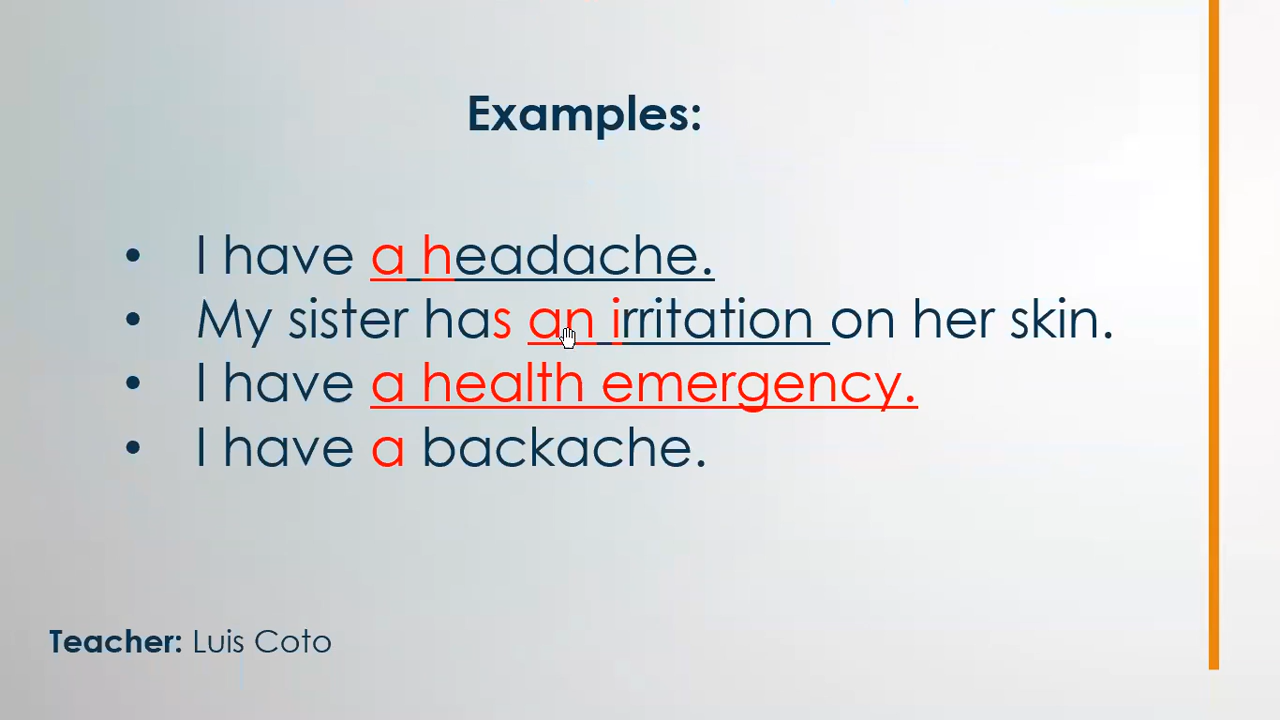 Examples:
• I have a headache.
• My sister has an irritation on her skin.
• I have a health emergency.
• I have a backache.
Teacher: Luis Coto